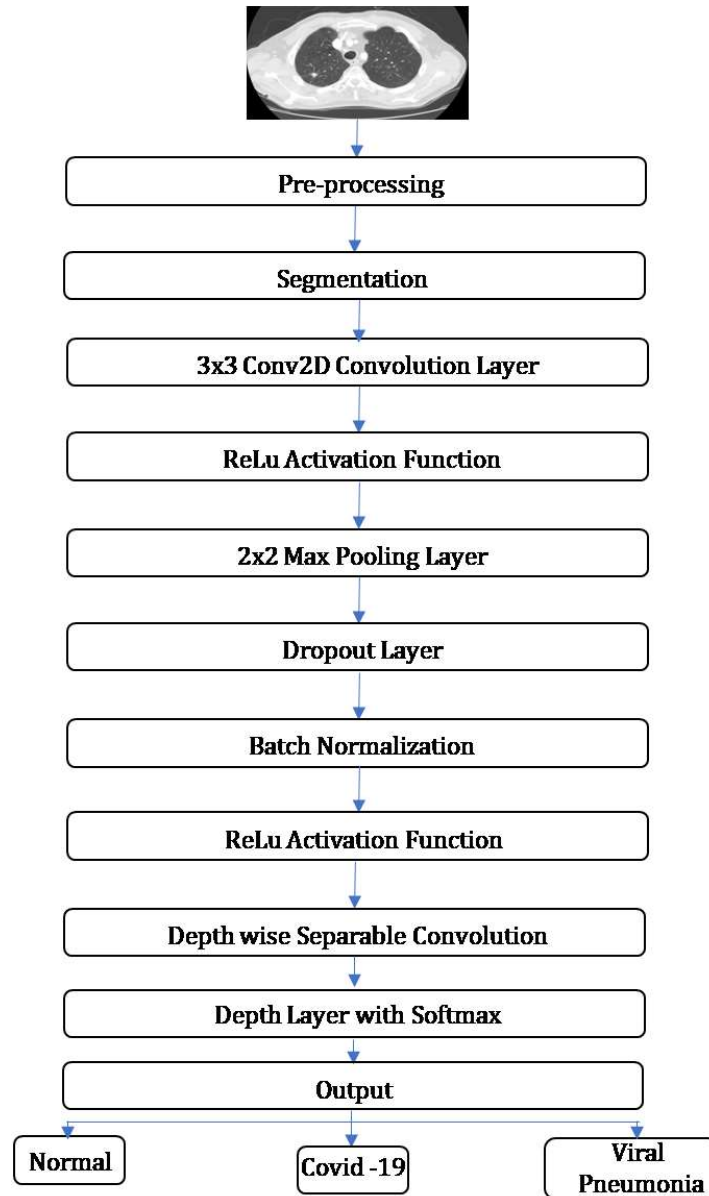 Pre-processing
Segmentation
3x3 Conv2D Convolution Layer
ReLu Activation Function
2x2 Max Pooling Layer
Dropout Layer
Batch Normalization
ReLu Activation Function
Depth wise Separable Convolution
Depth Layer with Softmax
Output
Normal
Covid -19
Viral
Pneumonia